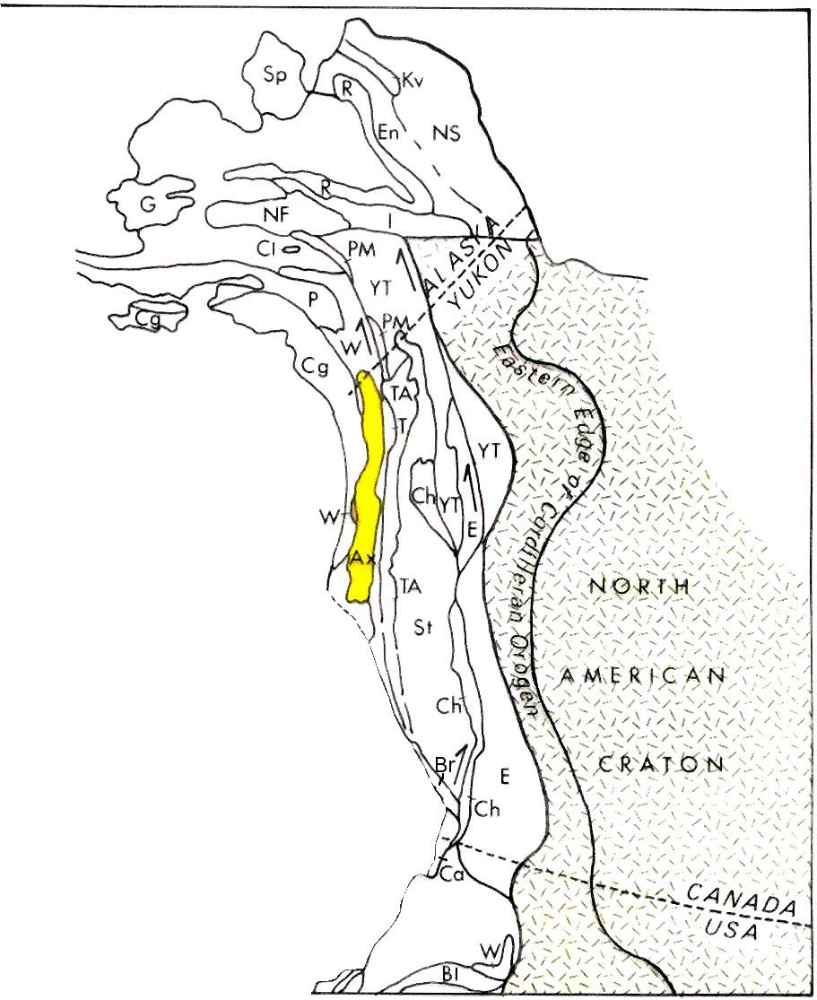 Sp
Kv
R
En
NS
R
G
NF
I
ALASKA
YUKON
Cl
PM
YT
P
PM
Cg
W
Cg
Eastern Edge of Cordilleran Orogen
TA
T
YT
Ch
YT
W
E
Ax
TA
NORTH
St
AMERICAN
Ch
Br
CRATON
E
Ch
Ca
CANADA
USA
W
Bl